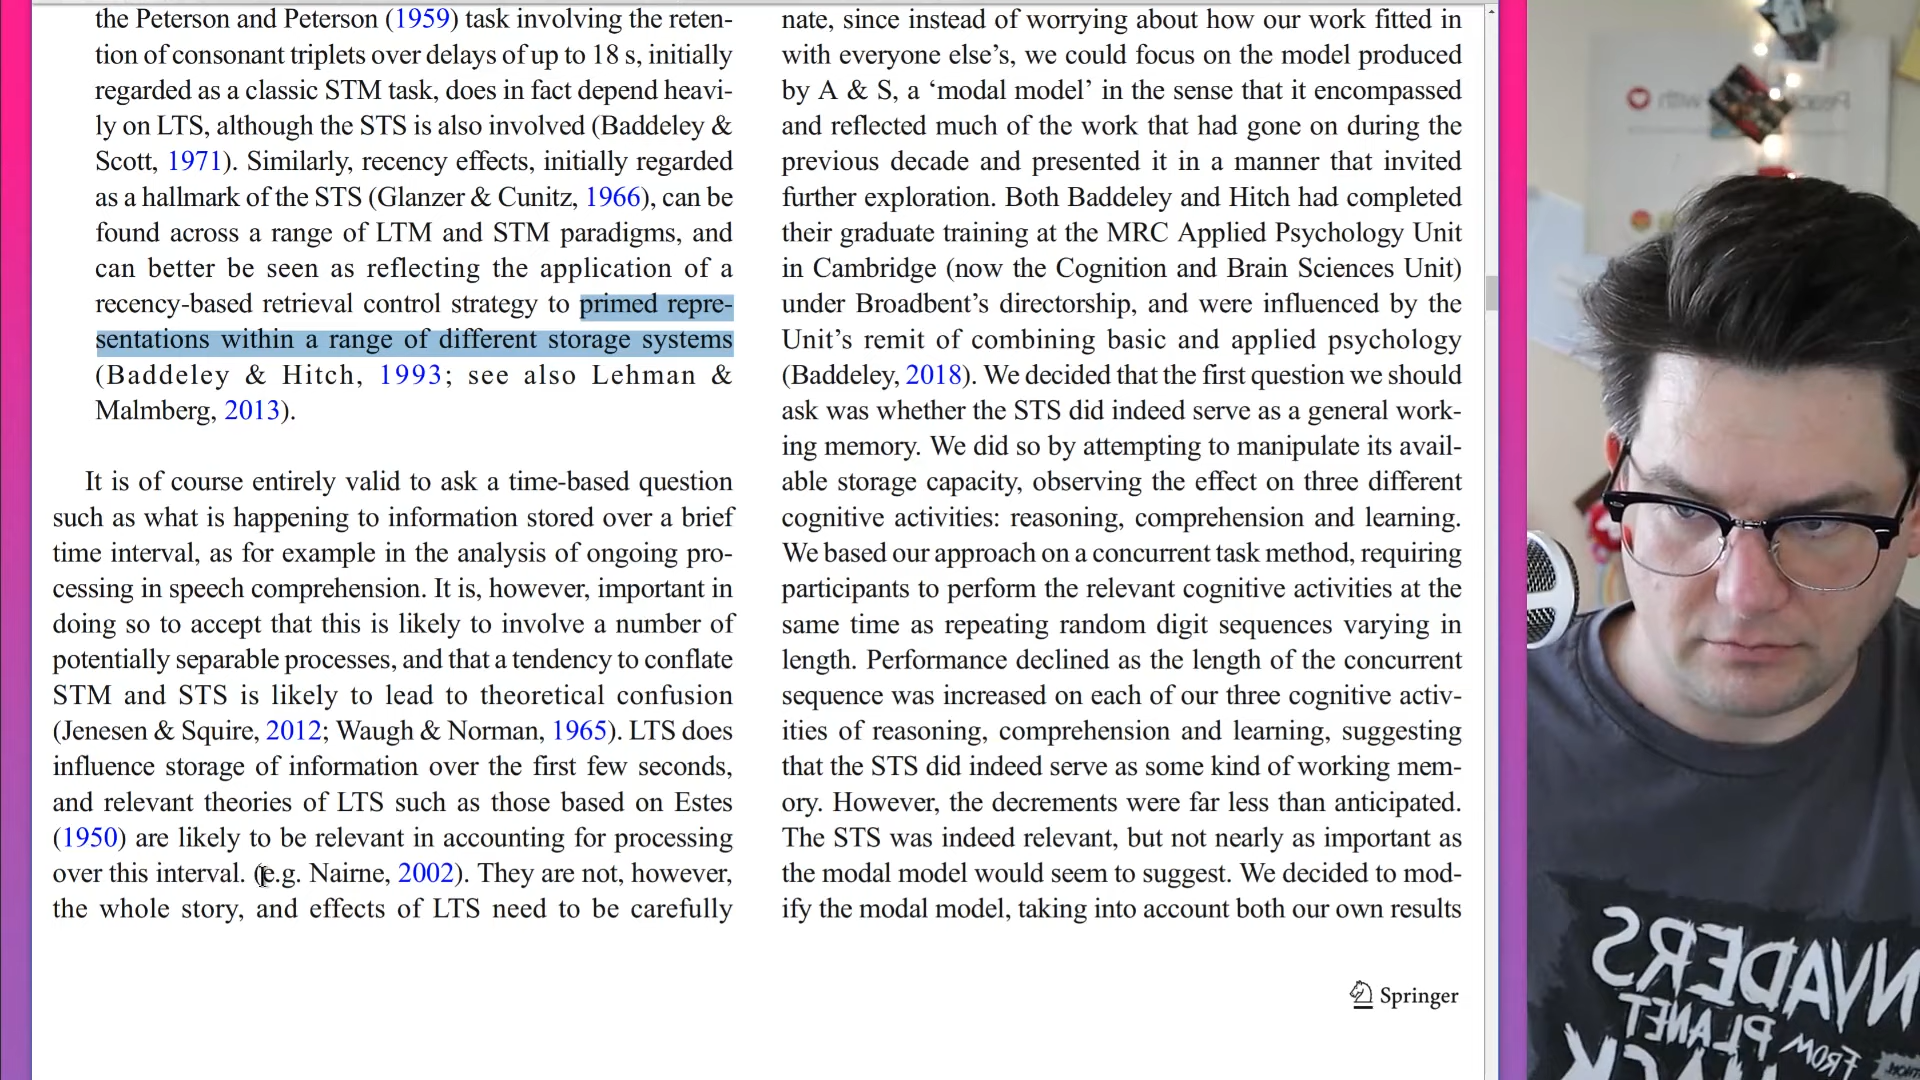 the Peterson and Peterson (1959) task involving the reten-
tion of consonant triplets over delays of up to 18 s, initially
regarded as a classic STM task, does in fact depend heavi-
ly on LTS, although the STS is also involved (Baddeley &
Scott, 1971). Similarly, recency effects, initially regarded
as a hallmark of the STS (Glanzer & Cunitz, 1966), can be
found across a range of LTM and STM paradigms, and
can better be seen as reflecting the application of a
recency-based retrieval control strategy to primed repre-
sentations within a range of different storage systems
(Baddeley & Hitch, 1993; see also Lehman &
Malmberg, 2013).
It is of course entirely valid to ask a time-based question
such as what is happening to information stored over a brief
time interval, as for example in the analysis of ongoing pro-
cessing in speech comprehension. It is, however, important in
doing so to accept that this is likely to involve a number of
potentially separable processes, and that a tendency to conflate
STM and STS is likely to lead to theoretical confusion
(Jenesen & Squire, 2012; Waugh & Norman, 1965). LTS does
influence storage of information over the first few seconds,
and relevant theories of LTS such as those based on Estes
(1950) are likely to be relevant in accounting for processing
over this interval. (e.g. Nairne, 2002). They are not, however,
the whole story, and effects of LTS need to be carefully
nate, since instead of worrying about how our work fitted in
with everyone else's, we could focus on the model produced
by A & S, a 'modal model' in the sense that it encompassed
and reflected much of the work that had gone on during the
previous decade and presented it in a manner that invited
further exploration. Both Baddeley and Hitch had completed
their graduate training at the MRC Applied Psychology Unit
in Cambridge (now the Cognition and Brain Sciences Unit)
under Broadbent's directorship, and were influenced by the
Unit's remit of combining basic and applied psychology
(Baddeley, 2018). We decided that the first question we should
ask was whether the STS did indeed serve as a general work-
ing memory. We did so by attempting to manipulate its avail-
able storage capacity, observing the effect on three different
cognitive activities: reasoning, comprehension and learning.
We based our approach on a concurrent task method, requiring
participants to perform the relevant cognitive activities at the
same time as repeating random digit sequences varying in
length. Performance declined as the length of the concurrent
sequence was increased on each of our three cognitive activ-
ities of reasoning, comprehension and learning, suggesting
that the STS did indeed serve as some kind of working mem-
ory. However, the decrements were far less than anticipated.
The STS was indeed relevant, but not nearly as important as
the modal model would seem to suggest. We decided to mod-
ify the modal model, taking into account both our own results
Springer
INVADERS
FROM PLANET